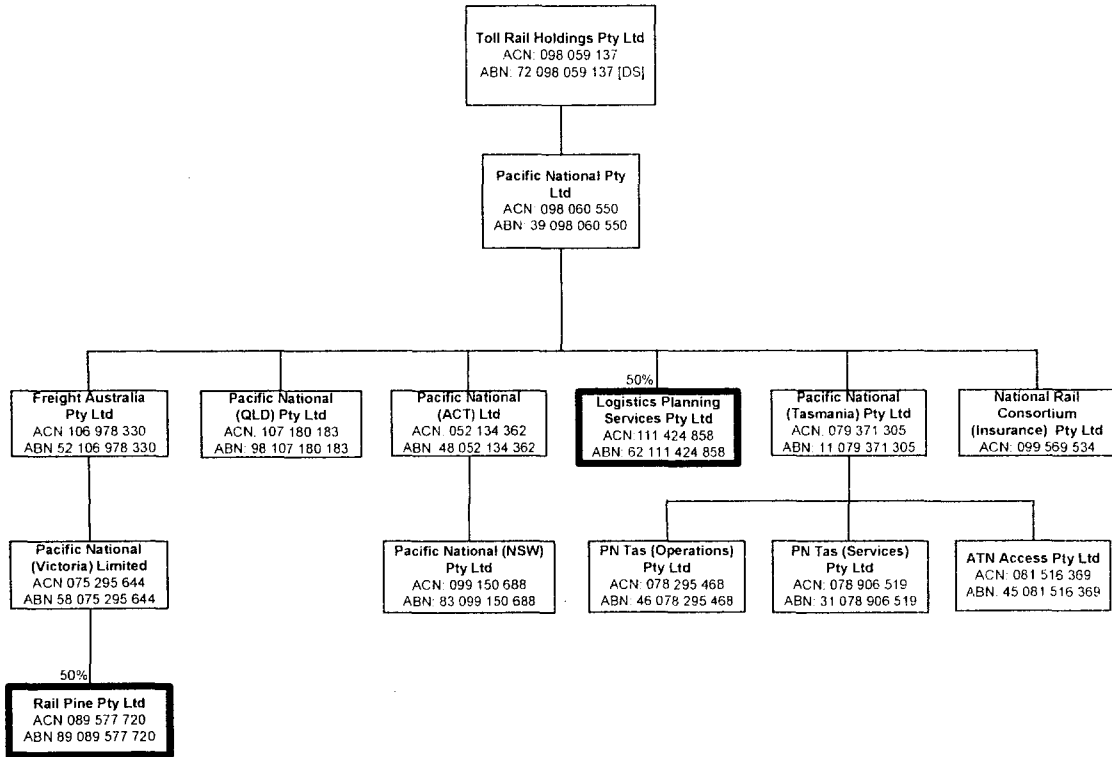 Toll Rail Holdings Pty Ltd
ACN: 098 059 137
ABN: 72 098 059 137 [DS]
Pacific National Pty
Ltd
ACN: 098 060 550
ABN: 39 098 060 550
Freight Australia
Pty Ltd
ACN 106 978 330
ABN 52 106 978 330
Pacific National
(QLD) Pty Ltd
ACN. 107 180 183
ABN: 98 107 180 183
Pacific National
(ACT) Ltd
ACN: 052 134 362
ABN: 48 052 134 362
50%
Logistics Planning
Services Pty Ltd
ACN: 111 424 858
ABN: 62 111 424 858
Pacific National
(Tasmania) Pty Ltd
ACN: 079 371 305
ABN: 11 079 371 305
National Rail
Consortium
(Insurance) Pty Ltd
ACN: 099 569 534
Pacific National
(Victoria) Limited
ACN 075 295 644
ABN 58 075 295 644
Pacific National (NSW)
Pty Ltd
ACN: 099 150 688
ABN: 83 099 150 688
PN Tas (Operations)
Pty Ltd
ACN: 078 295 468
ABN: 46 078 295 468
PN Tas (Services)
Pty Ltd
ACN: 078 906 519
ABN: 31 078 906 519
ATN Access Pty Ltd
ACN: 081 516 369
ABN. 45 081 516 369
50%
Rail Pine Pty Ltd
ACN 089 577 720
ABN 89 089 577 720